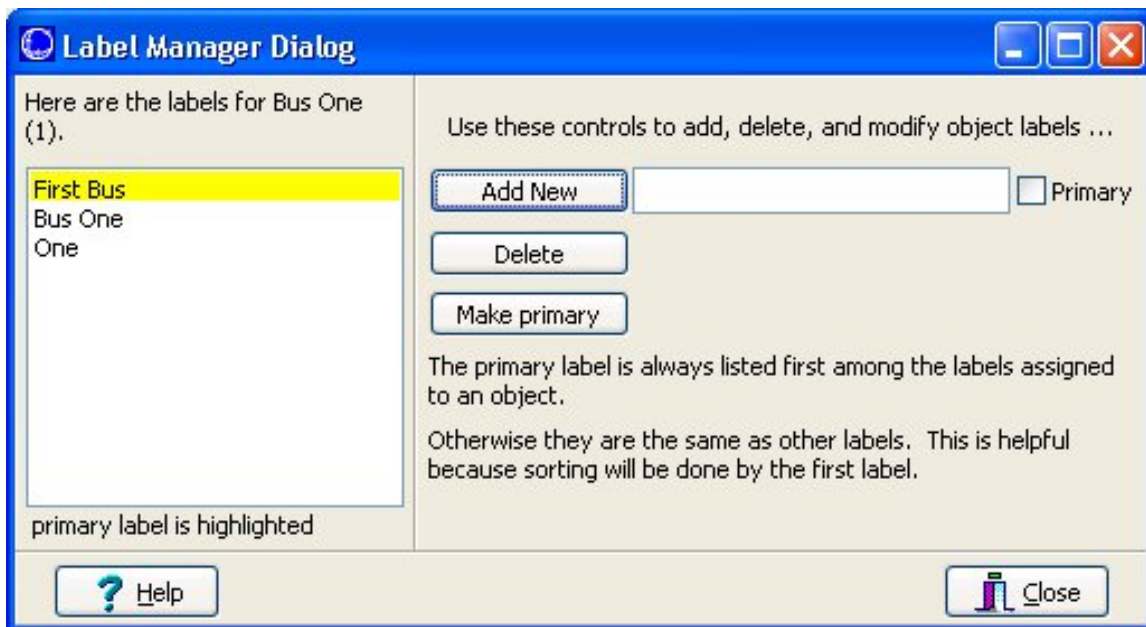 Label Manager Dialog
Here are the labels for Bus One
(1).
First Bus
Bus One
One
primary label is highlighted
Use these controls to add, delete, and modify object labels ...
Add New
Primary
Delete
Make primary
The primary label is always listed first among the labels assigned
to an object.
Otherwise they are the same as other labels.  This is helpful
because sorting will be done by the first label.
Help
Close